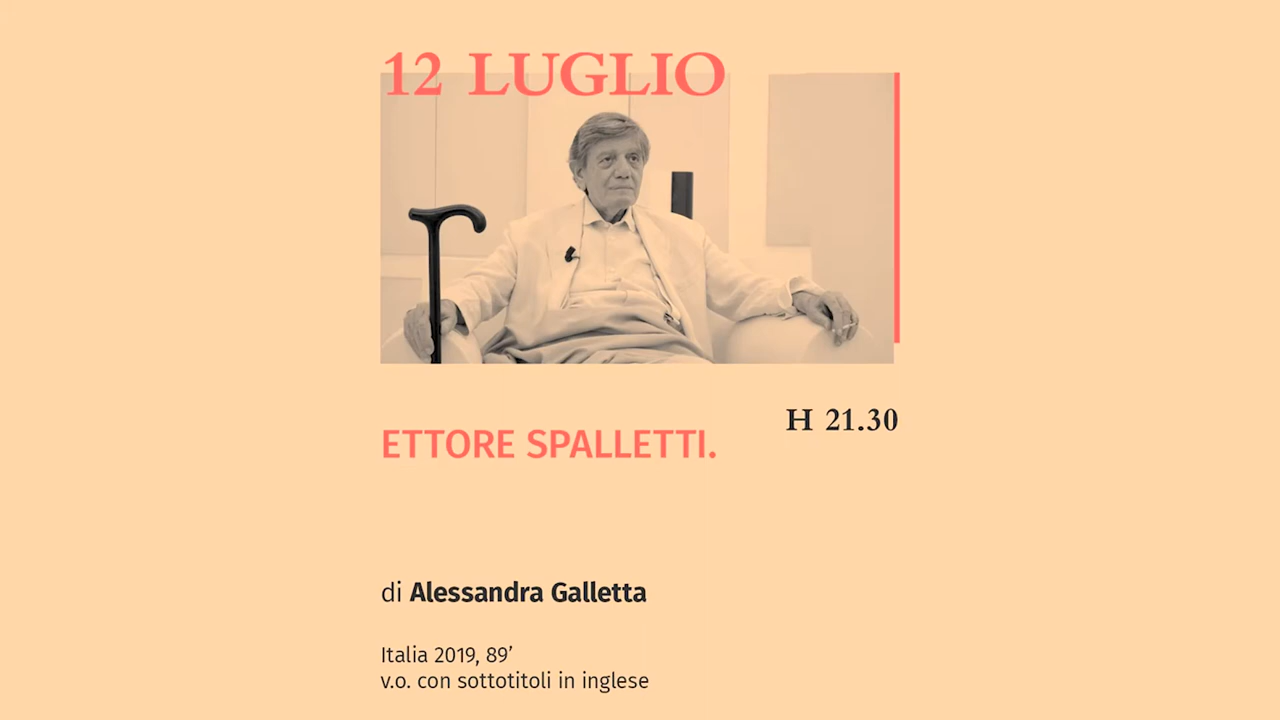 12 LUGLIO
H 21.30
ETTORE SPALLETTI.
di Alessandra Galletta
Italia 2019, 89’
v.o. con sottotitoli in inglese